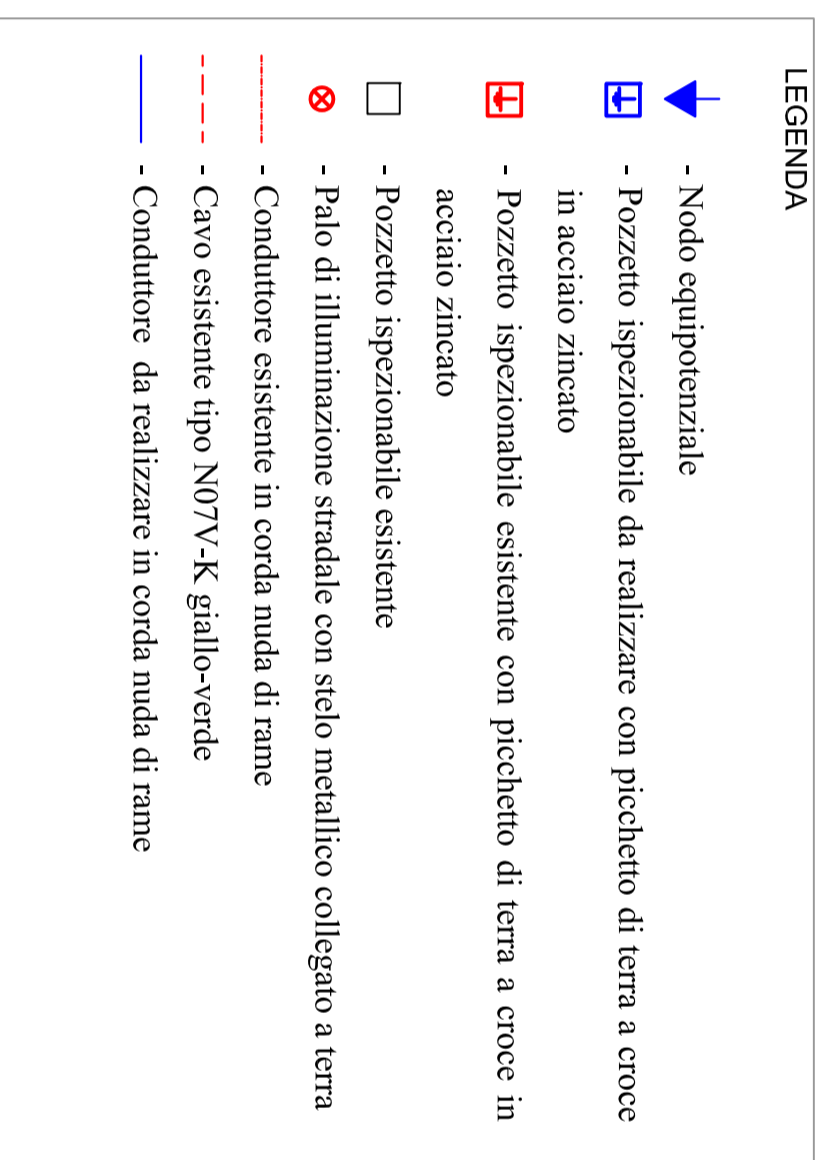 LEGENDA
- Nodo equipotenziale
- Pozzetto ispezionabile da realizzare con picchetto di terra a croce
in acciaio zincato
- Pozzetto ispezionabile esistente con picchetto di terra a croce in
acciaio zincato
- Pozzetto ispezionabile esistente
- Palo di illuminazione stradale con stelo metallico collegato a terra
- Conduttore esistente in corda nuda di rame
- Cavo esistente tipo N07V-K giallo-verde
- Conduttore da realizzare in corda nuda di rame